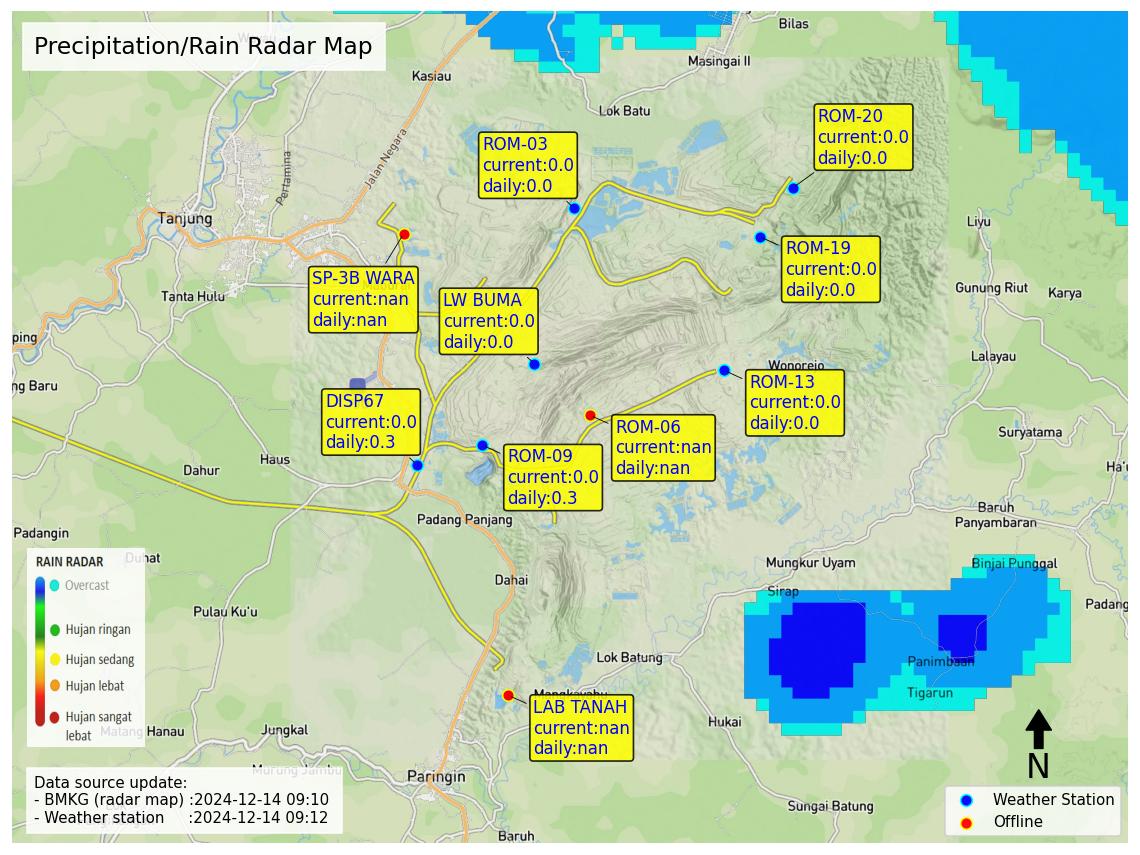 Precipitation/Rain Radar Map
Bilas
Masingai II
Kasiau
Lok Batu
Jalan Negara
Pertamina
Tanjung
Tanta Hulu
ROM-20
current:0.0
daily:0.0
ROM-03
current:0.0
daily:0.0
ROM-19
current:0.0
daily:0.0
SP-3B WARA
current:nan
daily:nan
LW BUMA
current:0.0
daily:0.0
Liyu
Gunung Riut
Karya
Lalayau
Wonorejo
ping
ng Baru
ROM-13
current:0.0
daily:0.0
DISP67
current:0.0
daily:0.3
ROM-06
current:nan
daily:nan
ROM-09
current:0.0
daily:0.3
Suryatama
Ha'u
Haus
Dahur
Baruh
Panyambaran
Padang Panjang
Padangin
Duhat
Dahai
Mungkur Uyam
Binjai Punggal
Sirap
Padang
Pulau Ku'u
RAIN RADAR
Overcast
Hujan ringan
Hujan sedang
Hujan lebat
Hujan sangat
lebat
Lok Batung
Panimbaan
Tigarun
Mangkayahu
LAB TANAH
current:nan
daily:nan
Hukai
Matang Hanau
Jungkal
Murung Jambu
Paringin
Sungai Batung
Baruh
N
Data source update:
- BMKG (radar map) :2024-12-14 09:10
- Weather station :2024-12-14 09:12
Weather Station
Offline